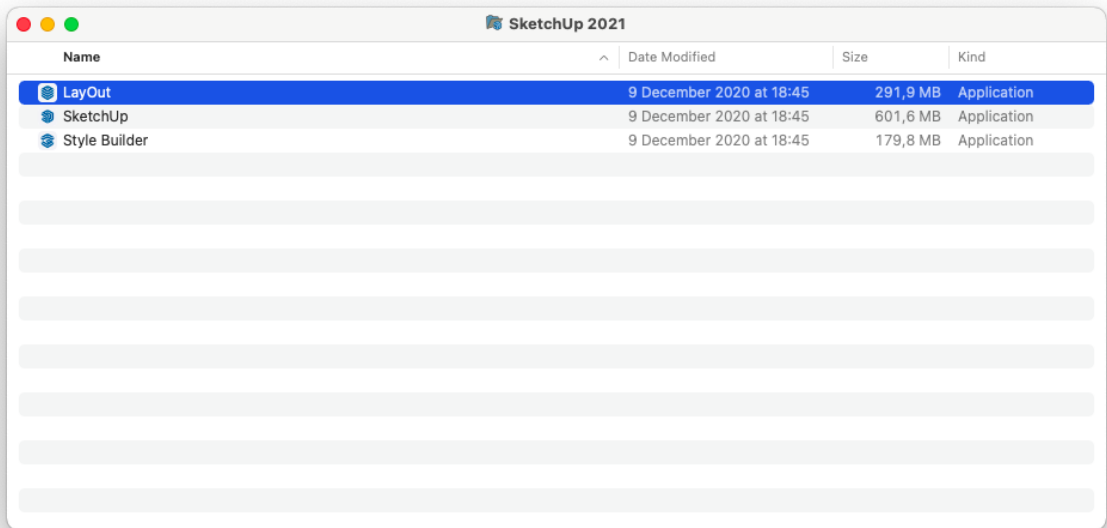 SketchUp 2021
Name Date Modified Size Kind
LayOut 9 December 2020 at 18:45 291,9 MB Application
SketchUp 9 December 2020 at 18:45 601,6 MB Application
Style Builder 9 December 2020 at 18:45 179,8 MB Application